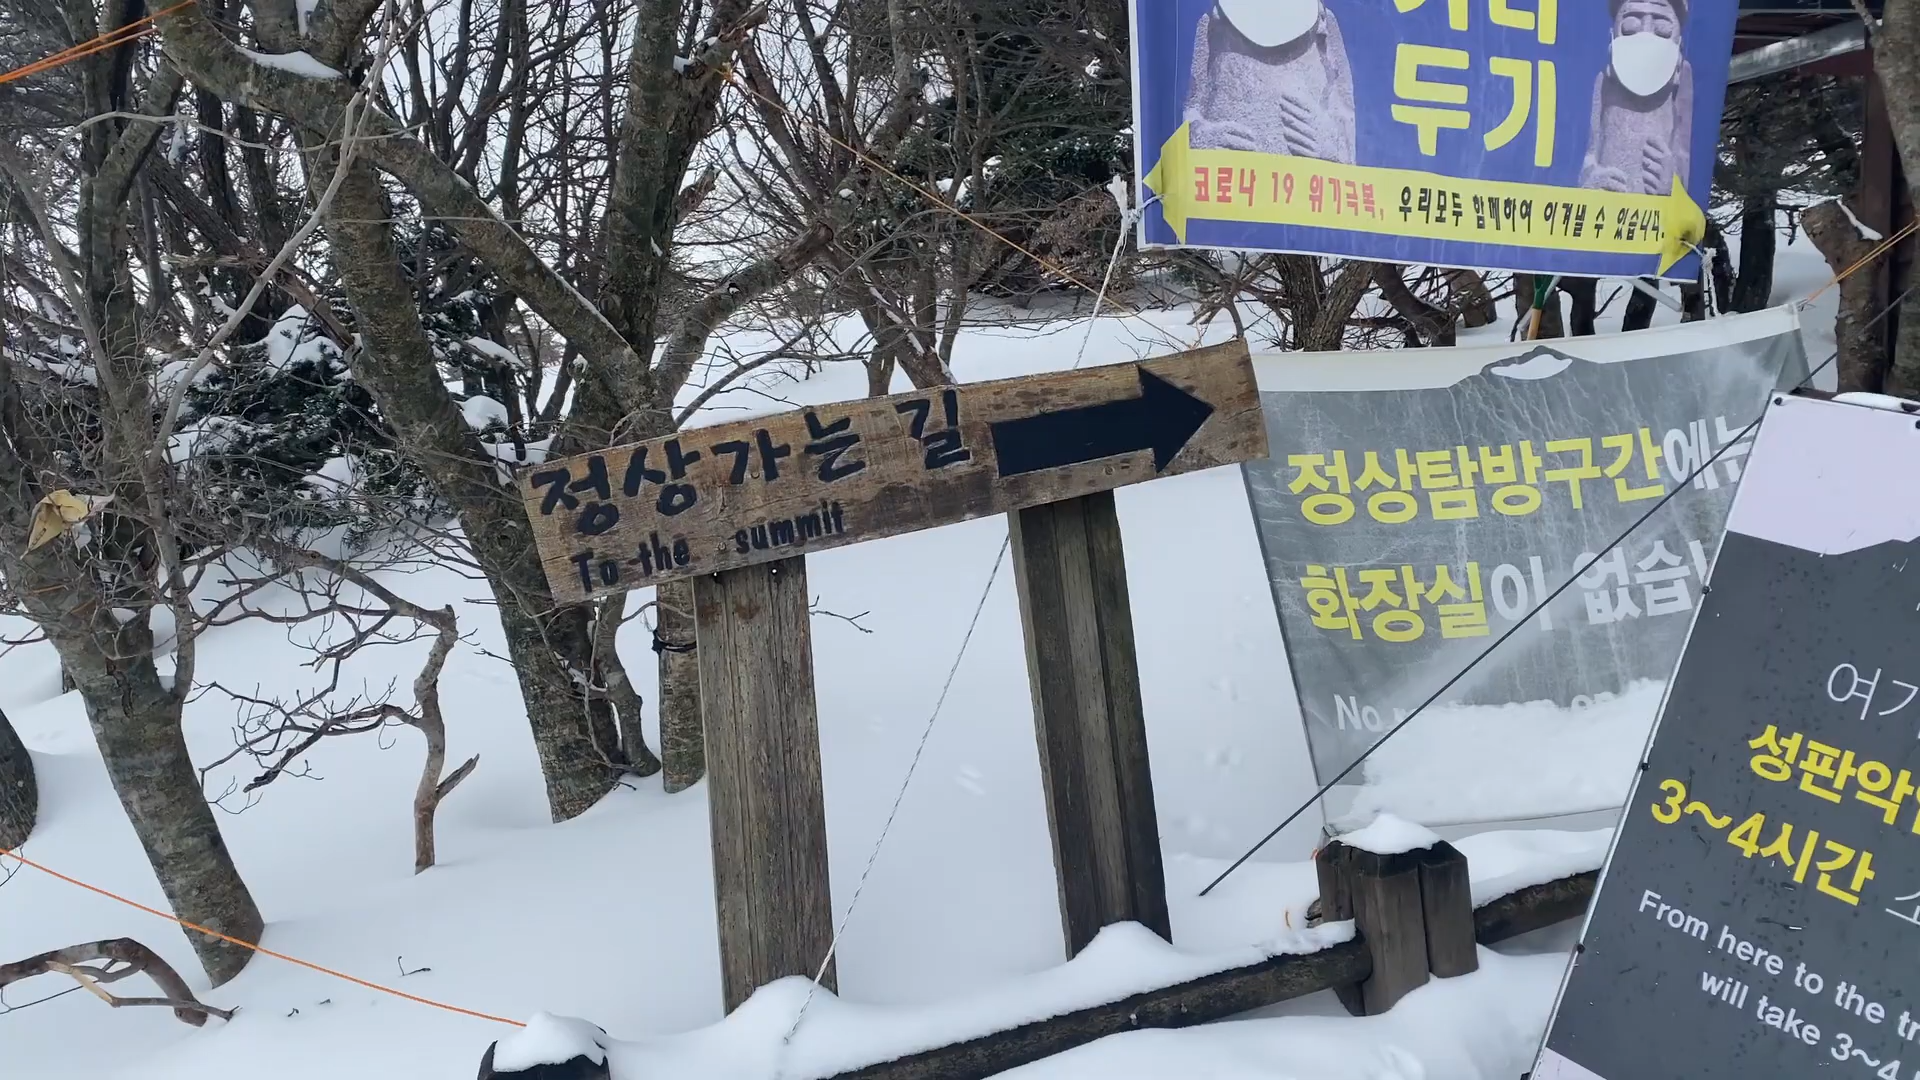 두기
코로나 19 위기극복, 우리모두 함께하여 이겨낼 수 있습니다.
정상가는 길
To the summit
정상탐방구간에는
화장실이 없습
No
여기
성판악
3~4시간
From here to the
will take 3~4